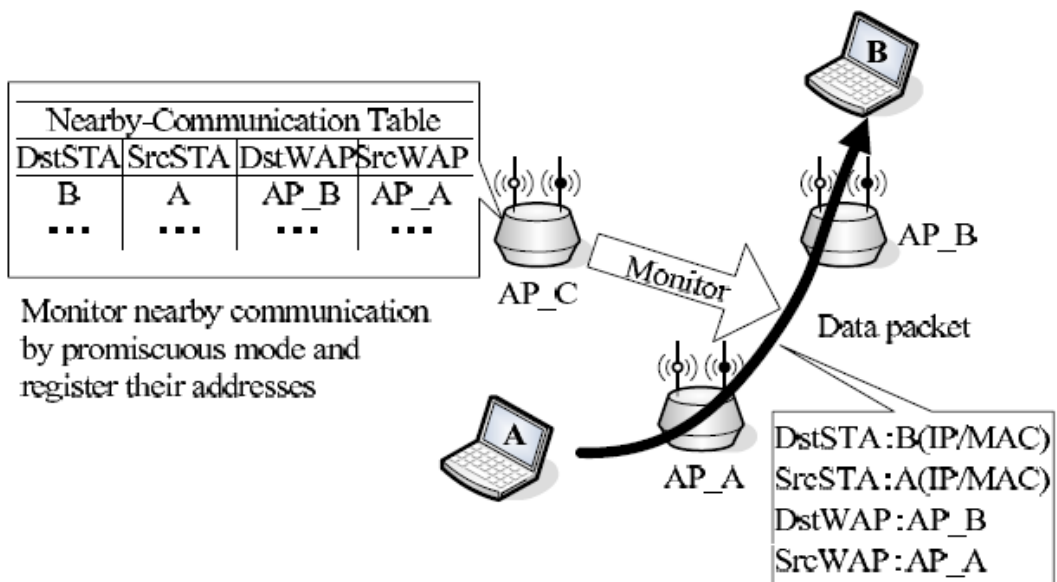 Nearby-Communication Table
DstSTA SrcSTA DstWAP SrcWAP
B A AP_B AP_A
... ... ... ...
Monitor nearby communication
by promiscuous mode and
register their addresses
AP_C
Monitor
B
AP_B
Data packet
A
AP_A
DstSTA:B(IP/MAC)
SrcSTA:A(IP/MAC)
DstWAP:AP_B
SrcWAP:AP_A